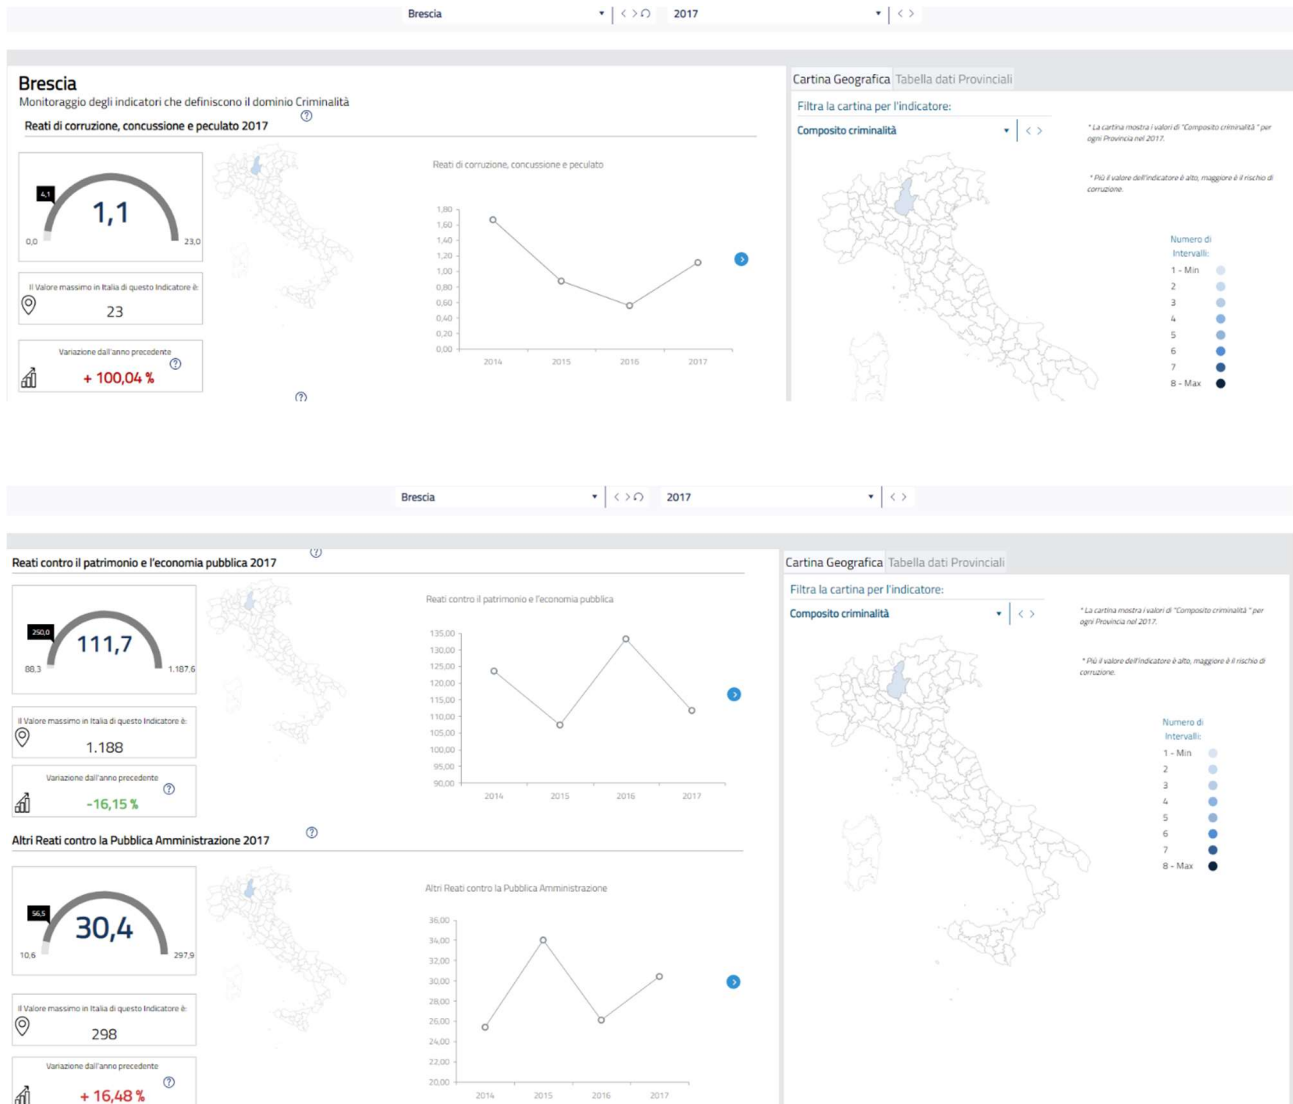 Brescia
2017
Brescia
Monitoraggio degli indicatori che definiscono il dominio Criminalità
Reati di corruzione, concussione e peculato 2017
4,1
1,1
0,0
23,0
Il Valore massimo in Italia di questo Indicatore è:
23
Variazione dall'anno precedente
+ 100,04 %
Reati di corruzione, concussione e peculato
1,80
1,60
1,40
1,20
1,00
0,80
0,60
0,40
0,20
0,00
2014 2015 2016 2017
Cartina Geografica Tabella dati Provinciali
Filtra la cartina per l'indicatore:
Composito criminalità
* La cartina mostra i valori di "Composito criminalità " per
ogni Provincia nel 2017.
* Più il valore dell'indicatore è alto, maggiore è il rischio di
corruzione.
Numero di
Intervalli:
1 - Min
2
3
4
5
6
7
8 - Max
Brescia
2017
Reati contro il patrimonio e l'economia pubblica 2017
250,0
111,7
88,3
1.187,6
Il Valore massimo in Italia di questo Indicatore è:
1.188
Variazione dall'anno precedente
-16,15 %
Reati contro il patrimonio e l'economia pubblica
135,00
130,00
125,00
120,00
115,00
110,00
105,00
100,00
95,00
90,00
2014 2015 2016 2017
Altri Reati contro la Pubblica Amministrazione 2017
56,5
30,4
10,6
297,9
Il Valore massimo in Italia di questo Indicatore è:
298
Variazione dall'anno precedente
+ 16,48 %
Altri Reati contro la Pubblica Amministrazione
36,00
34,00
32,00
30,00
28,00
26,00
24,00
22,00
20,00
2014 2015 2016 2017
Cartina Geografica Tabella dati Provinciali
Filtra la cartina per l'indicatore:
Composito criminalità
* La cartina mostra i valori di "Composito criminalità " per
ogni Provincia nel 2017.
* Più il valore dell'indicatore è alto, maggiore è il rischio di
corruzione.
Numero di
Intervalli:
1 - Min
2
3
4
5
6
7
8 - Max